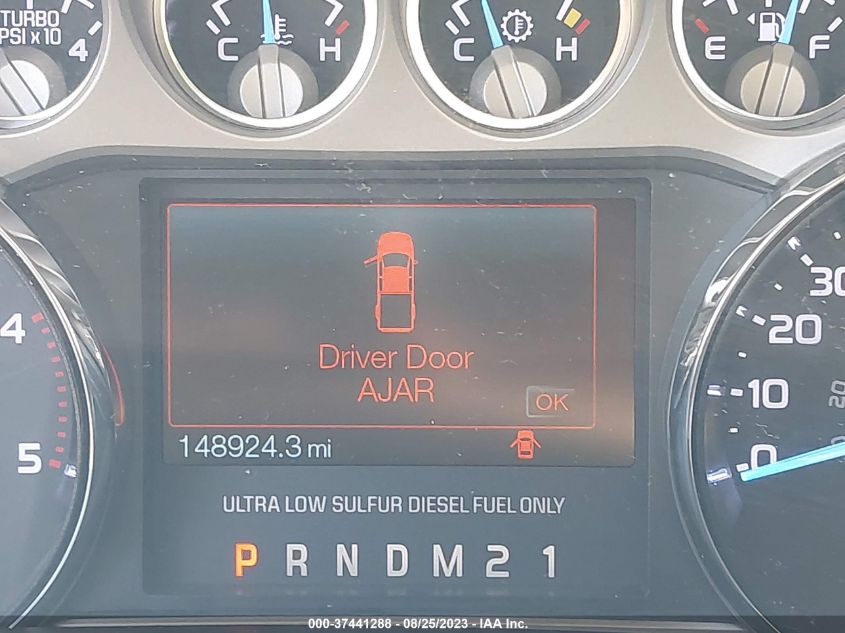 TURBO
PSI x 10
4
C H
C H
E F
4
5
Driver Door
AJAR
OK
148924.3 mi
30
20
10
0
20
ULTRA LOW SULFUR DIESEL FUEL ONLY
P R N D M 2 1
000-37441288 - 08/25/2023 - IAA Inc.